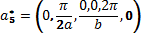 a₅* = (0, π/2a, 0,0,2π/b, 0)